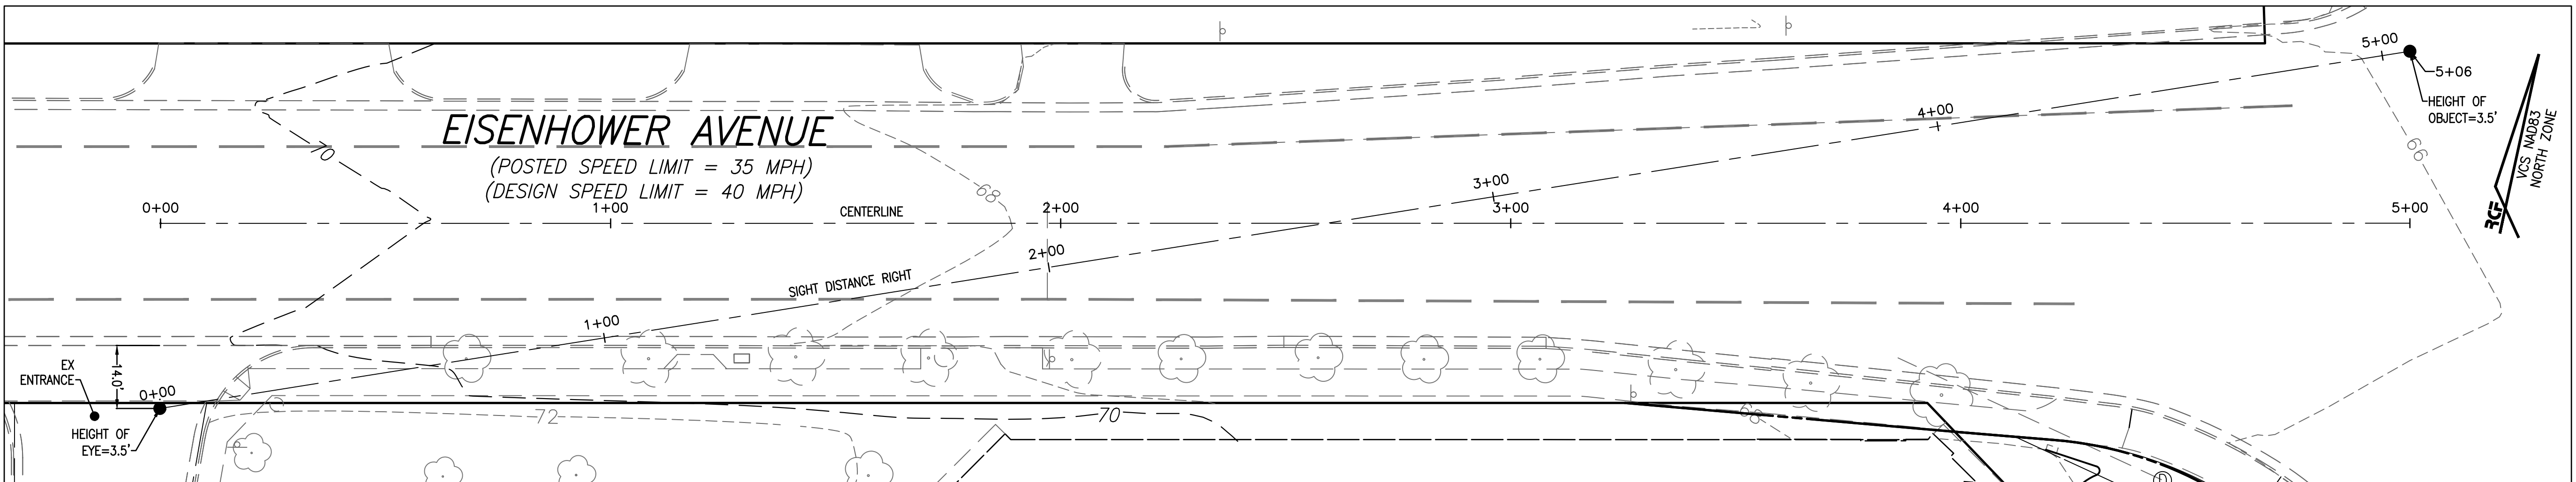 EISENHOWER AVENUE
(POSTED SPEED LIMIT = 35 MPH)
(DESIGN SPEED LIMIT = 40 MPH)
70
68
66
0+00
1+00
CENTERLINE
2+00
3+00
4+00
5+00
0+00
1+00
SIGHT DISTANCE RIGHT
2+00
3+00
4+00
5+00
5+06
HEIGHT OF
OBJECT=3.5'
VCS NAD83
NORTH ZONE
RCF
EX
ENTRANCE
14.0'
HEIGHT OF
EYE=3.5'
72
70
68